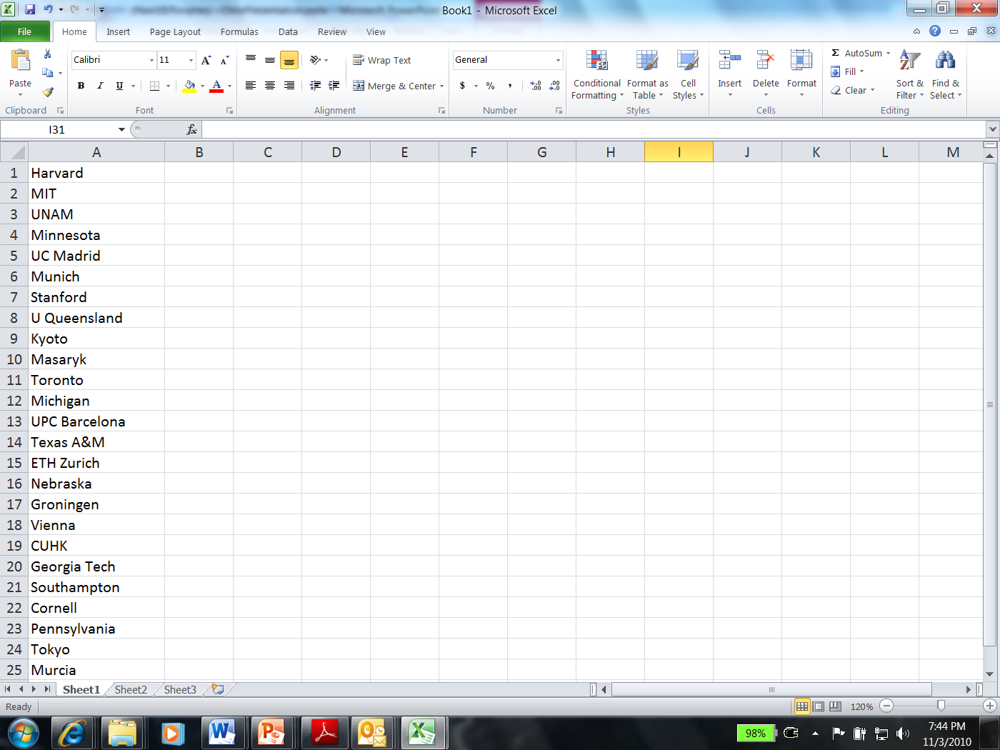 Book1 - Microsoft Excel
File Home Insert Page Layout Formulas Data Review View
Calibri 11 Wrap Text General Σ AutoSum
Paste Conditional Formatting Format as Table Cell Styles Insert Delete Format Fill Sort & Filter Find & Select
B I U A Merge & Center $ % , Clear
Clipboard Font Alignment Number Styles Cells Editing
I31 fx
A B C D E F G H I J K L M
1 Harvard
2 MIT
3 UNAM
4 Minnesota
5 UC Madrid
6 Munich
7 Stanford
8 U Queensland
9 Kyoto
10 Masaryk
11 Toronto
12 Michigan
13 UPC Barcelona
14 Texas A&M
15 ETH Zurich
16 Nebraska
17 Groningen
18 Vienna
19 CUHK
20 Georgia Tech
21 Southampton
22 Cornell
23 Pennsylvania
24 Tokyo
25 Murcia
Sheet1 Sheet2 Sheet3
Ready 120%
98% 7:44 PM
11/3/2010